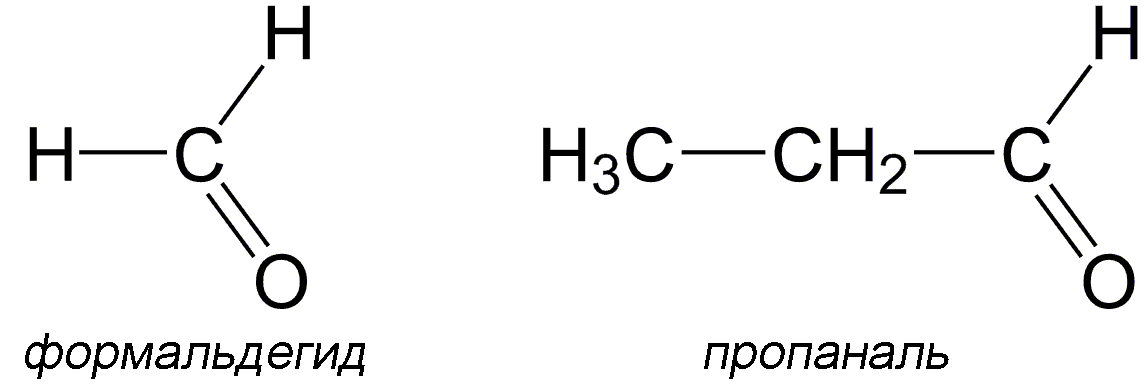 H H
H C H₃C CH₂ C
O O
формальдегид пропаналь